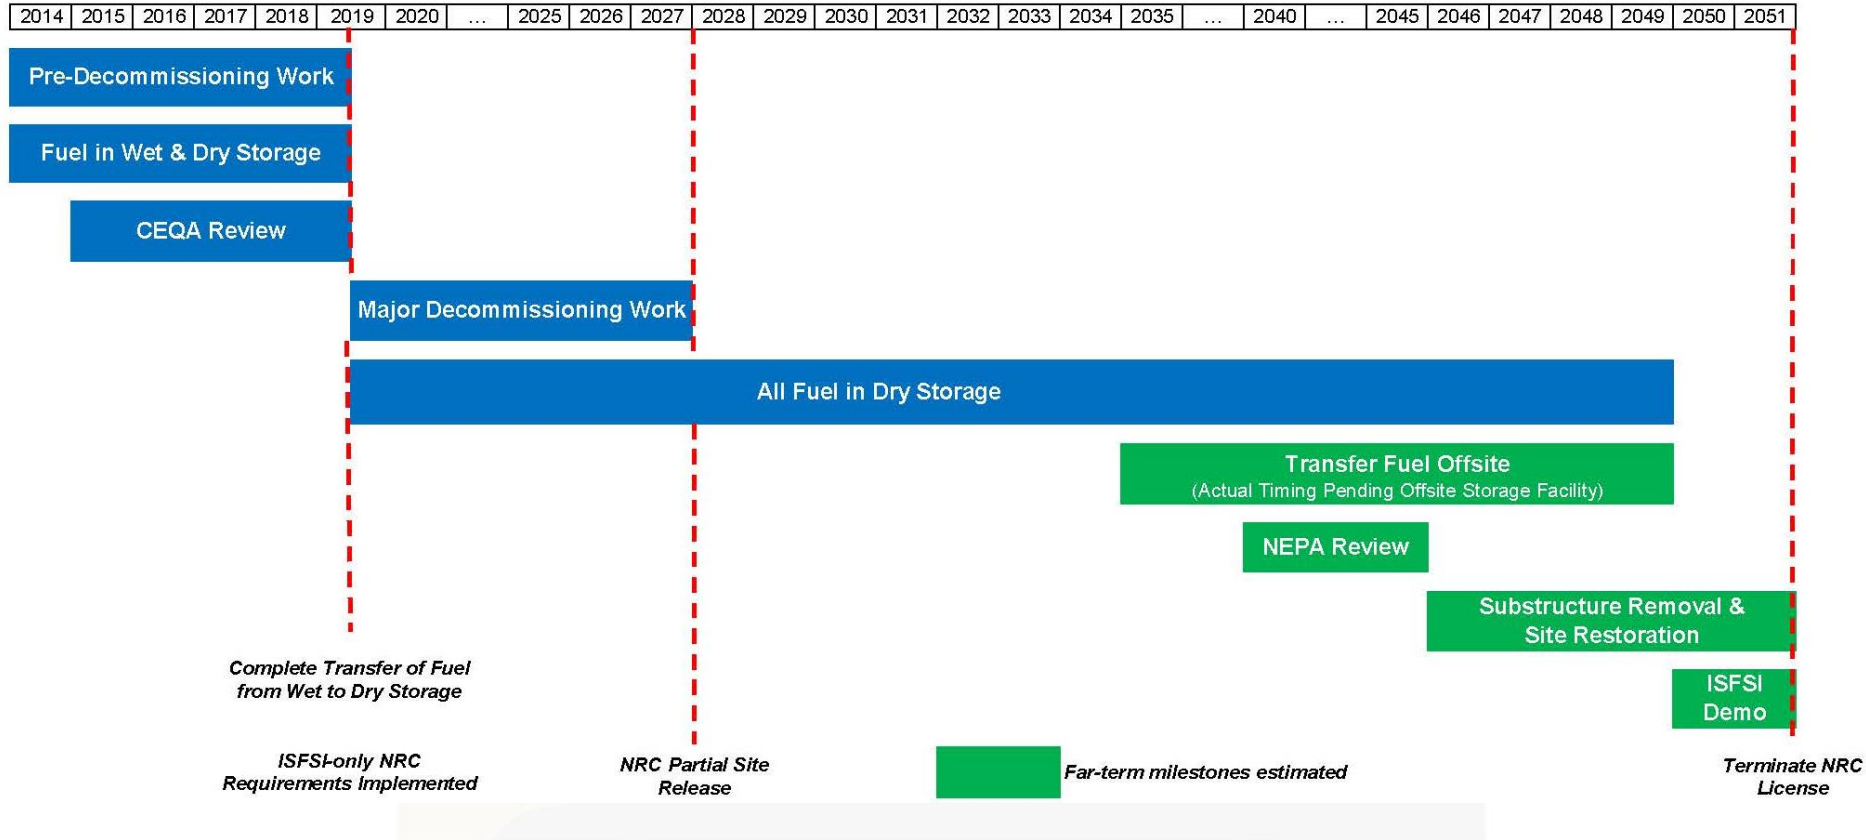 2014 2015 2016 2017 2018 2019 2020 ... 2025 2026 2027 2028 2029 2030 2031 2032 2033 2034 2035 ... 2040 ... 2045 2046 2047 2048 2049 2050 2051
Pre-Decommissioning Work
Fuel in Wet & Dry Storage
CEQA Review
Major Decommissioning Work
All Fuel in Dry Storage
Transfer Fuel Offsite
(Actual Timing Pending Offsite Storage Facility)
NEPA Review
Substructure Removal &
Site Restoration
Complete Transfer of Fuel
from Wet to Dry Storage
ISFSI
Demo
ISFSI-only NRC
Requirements Implemented
NRC Partial Site
Release
Far-term milestones estimated
Terminate NRC
License